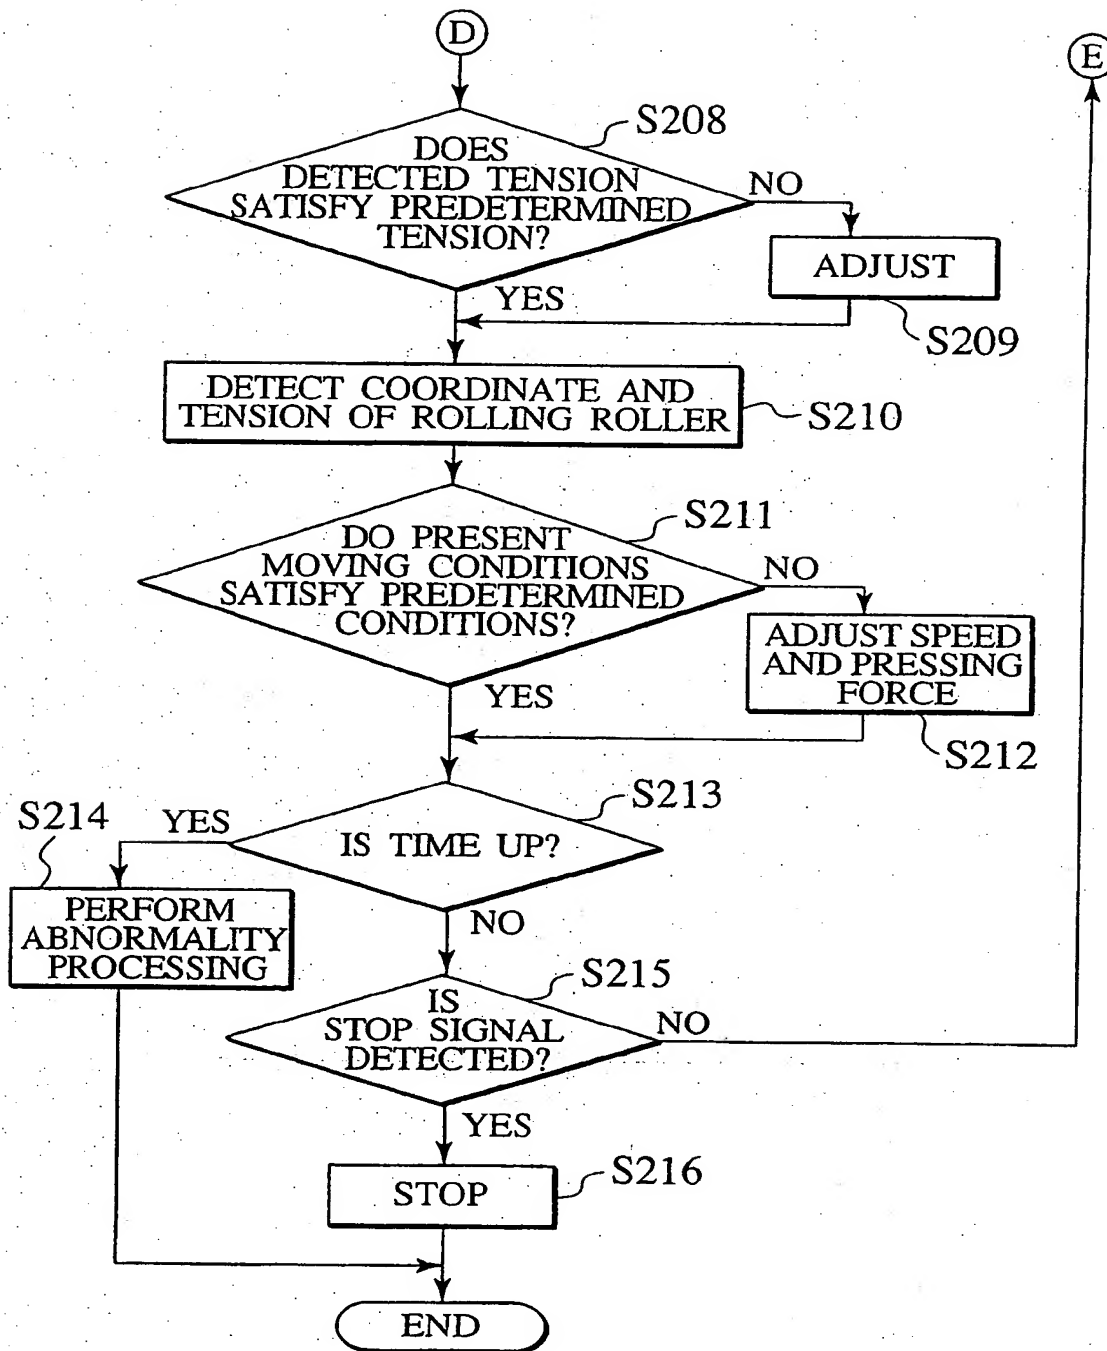 D
E
S208
DOES
DETECTED TENSION
SATISFY PREDETERMINED
TENSION?
NO
ADJUST
YES
S209
DETECT COORDINATE AND
TENSION OF ROLLING ROLLER
S210
S211
DO PRESENT
MOVING CONDITIONS
SATISFY PREDETERMINED
CONDITIONS?
NO
ADJUST SPEED
AND PRESSING
FORCE
YES
S212
S213
S214
YES
IS TIME UP?
PERFORM
ABNORMALITY
PROCESSING
NO
S215
IS
STOP SIGNAL
DETECTED?
NO
YES
S216
STOP
END